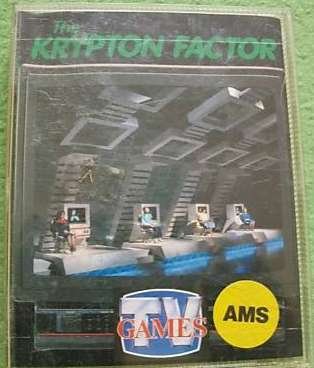 The
KRYPTON FACTOR
TV
GAMES
AMS